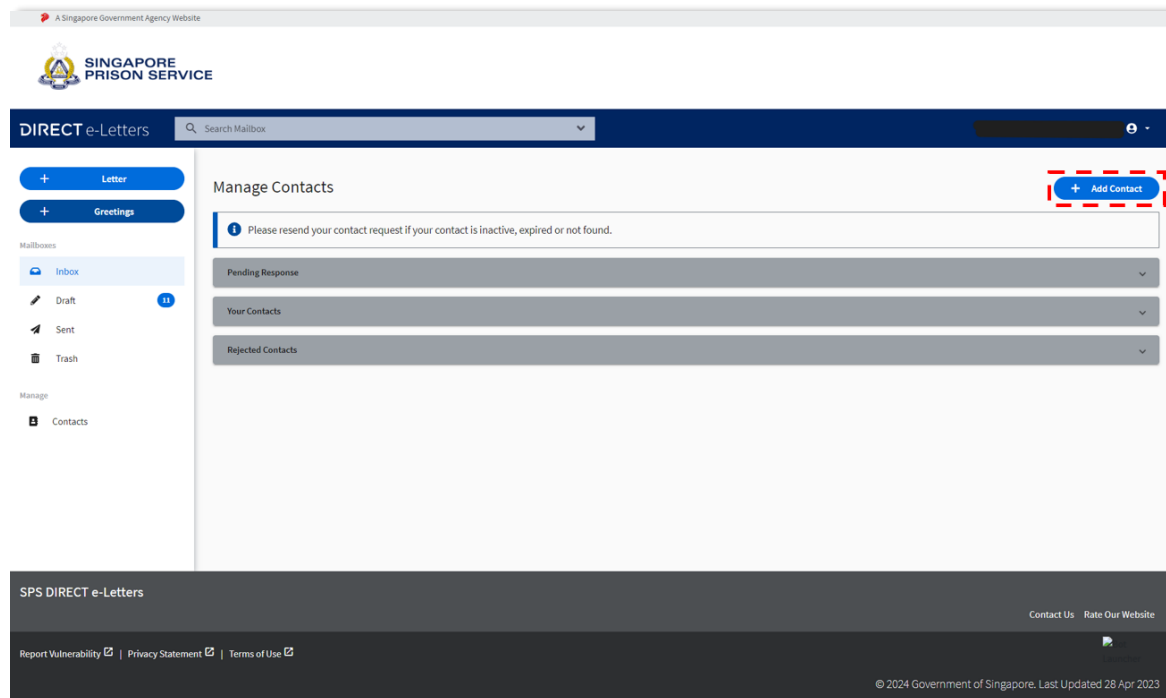 A Singapore Government Agency Website
SINGAPORE
PRISON SERVICE
DIRECT e-Letters
Search Mailbox
+ Letter
+ Greetings
Mailboxes
Inbox
Draft 11
Sent
Trash
Manage
Contacts
Manage Contacts
+ Add Contact
Please resend your contact request if your contact is inactive, expired or not found.
Pending Response
Your Contacts
Rejected Contacts
SPS DIRECT e-Letters
Contact Us Rate Our Website
Report Vulnerability | Privacy Statement | Terms of Use
© 2024 Government of Singapore. Last Updated 28 Apr 2023